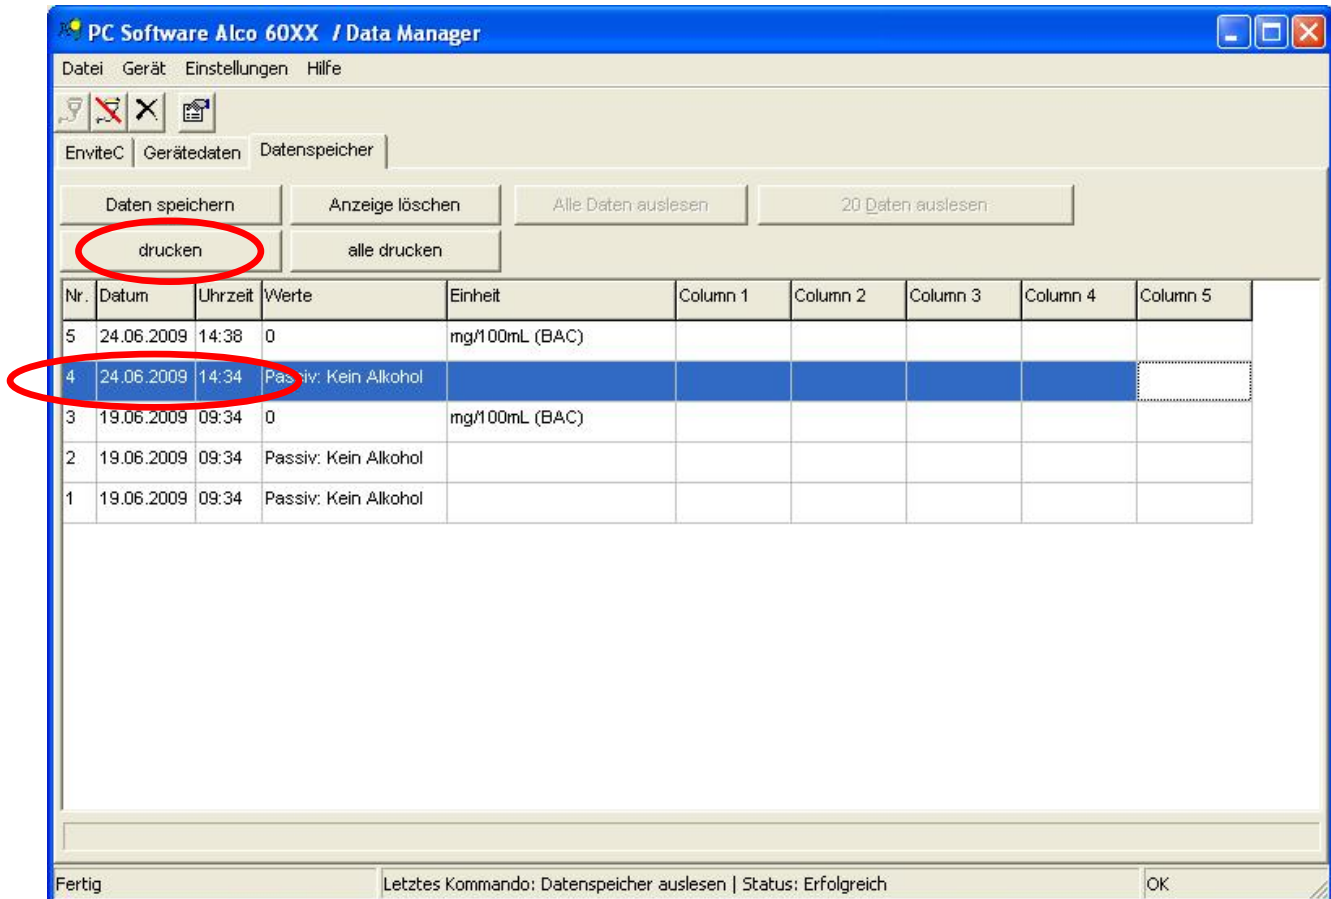 PC Software Alco 60XX / Data Manager
Datei Gerät Einstellungen Hilfe
EnviteC Gerätedaten Datenspeicher
Daten speichern Anzeige löschen Alle Daten auslesen 20 Daten auslesen
drucken alle drucken
Nr. Datum Uhrzeit Werte Einheit Column 1 Column 2 Column 3 Column 4 Column 5
5 24.06.2009 14:38 0 mg/100mL (BAC)
4 24.06.2009 14:34 Passiv: Kein Alkohol
3 19.06.2009 09:34 0 mg/100mL (BAC)
2 19.06.2009 09:34 Passiv: Kein Alkohol
1 19.06.2009 09:34 Passiv: Kein Alkohol
Fertig Letztes Kommando: Datenspeicher auslesen | Status: Erfolgreich OK